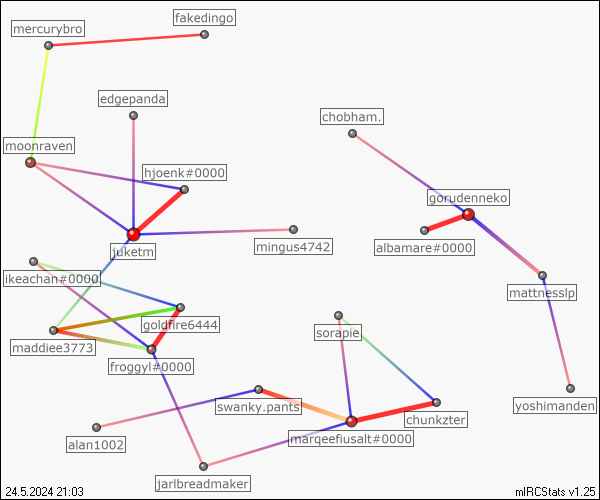 fakedingo
mercurybro
edgepanda
chobham.
moonraven
hjoenk#0000
gorudenneko
juketm
mingus4742
albamare#0000
ikeachan#0000
mattnesslp
goldfire6444
sorapie.
maddiee3773
froggyl#0000
swanky.pants
yoshimanden
chunkzter
alan1002
marqeefiusalt#0000
jarlbreadmaker
24.5.2024 21:03
mIRCStats v1.25